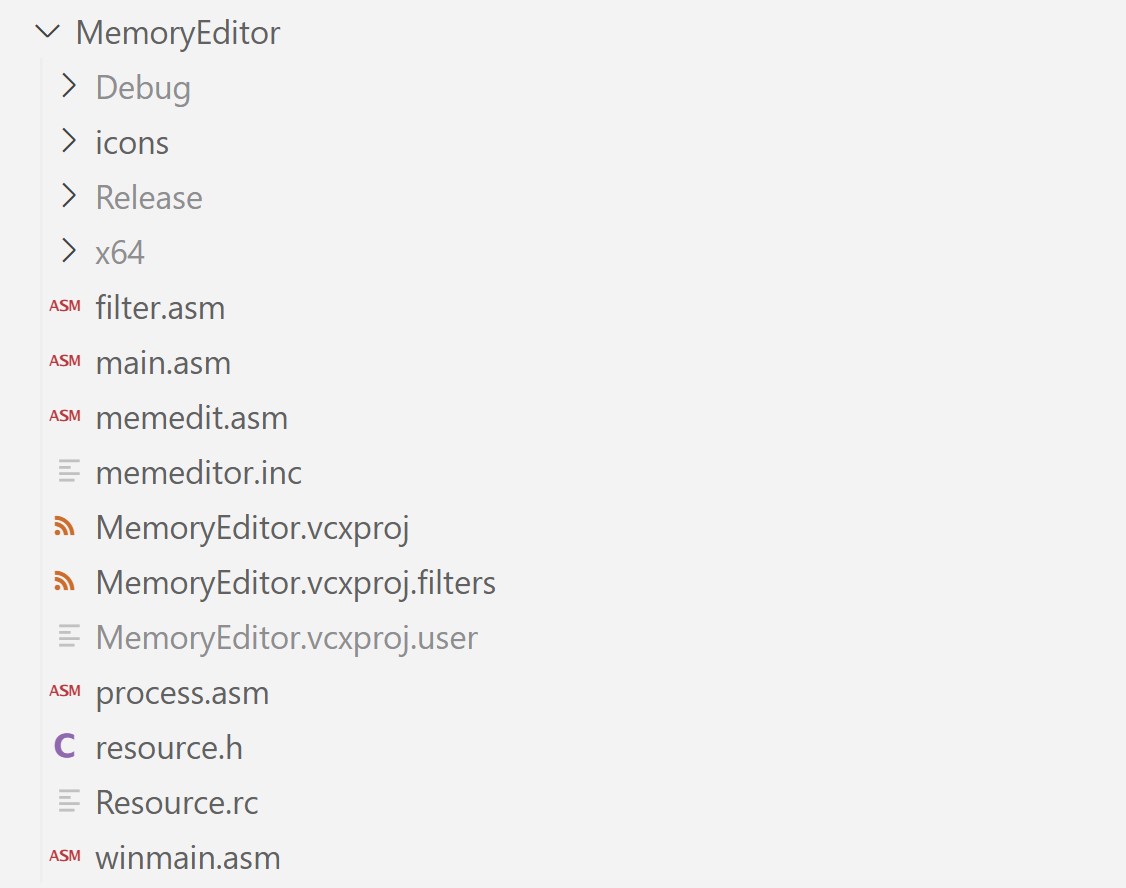 MemoryEditor
Debug
icons
Release
x64
ASM filter.asm
ASM main.asm
ASM memedit.asm
memeditor.inc
MemoryEditor.vcxproj
MemoryEditor.vcxproj.filters
MemoryEditor.vcxproj.user
ASM process.asm
C resource.h
Resource.rc
ASM winmain.asm